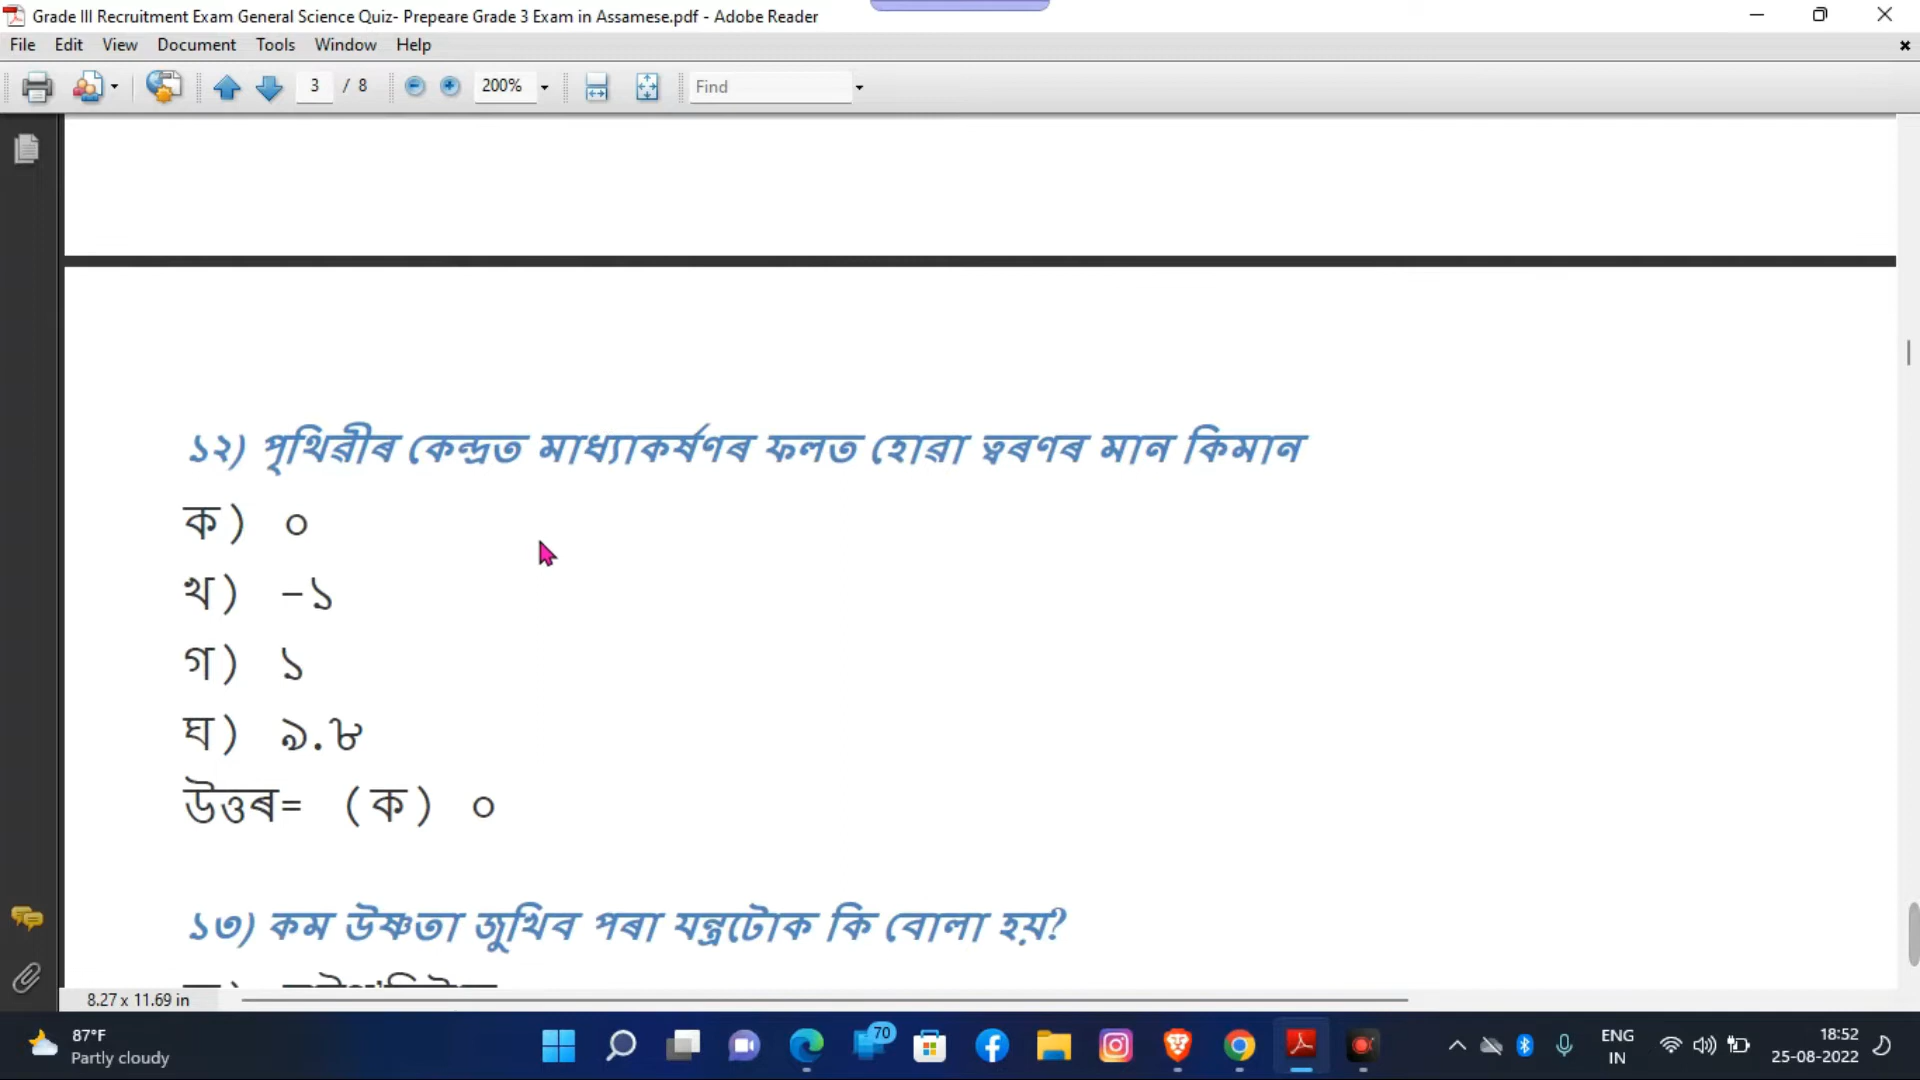 Grade III Recruitment Exam General Science Quiz- Prepeare Grade 3 Exam in Assamese.pdf - Adobe Reader
File Edit View Document Tools Window Help
3 / 8 200% Find
১২) পৃথিৱীৰ কেন্দ্ৰত মাধ্যাকৰ্ষণৰ ফলত হোৱা ত্বৰণৰ মান কিমান
ক) ০
খ) -১
গ) ১
ঘ) ৯.৮
উত্তৰ= (ক) ০
১৩) কম উষ্ণতা জুখিব পৰা যন্ত্ৰটোক কি বোলা হয়?
8.27 x 11.69 in
87°F
Partly cloudy
70
ENG
IN
18:52
25-08-2022